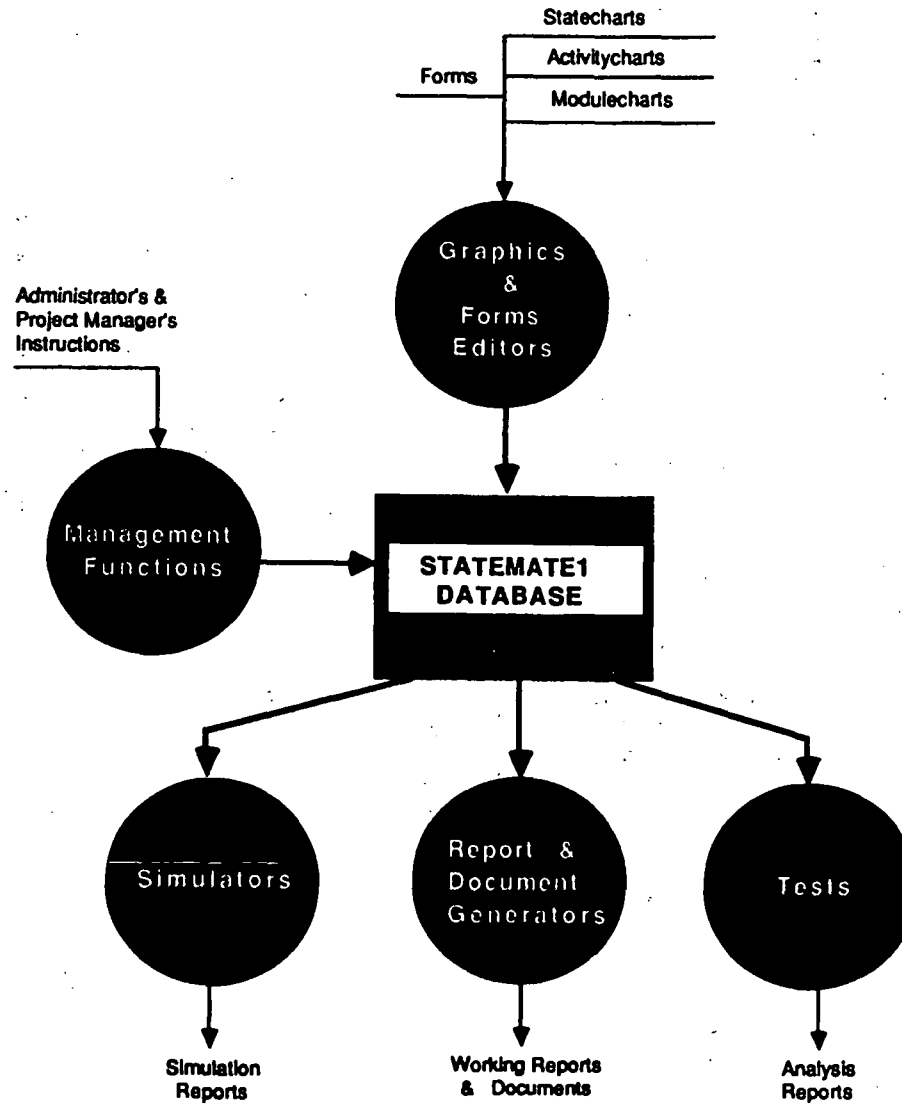 Statecharts
Activitycharts
Forms
Modulecharts
Graphics
&
Forms
Editors
Administrator's &
Project Manager's
Instructions
Management
Functions
STATEMATE1
DATABASE
Simulators
Report &
Document
Generators
Tests
Simulation
Reports
Working Reports
& Documents
Analysis
Reports